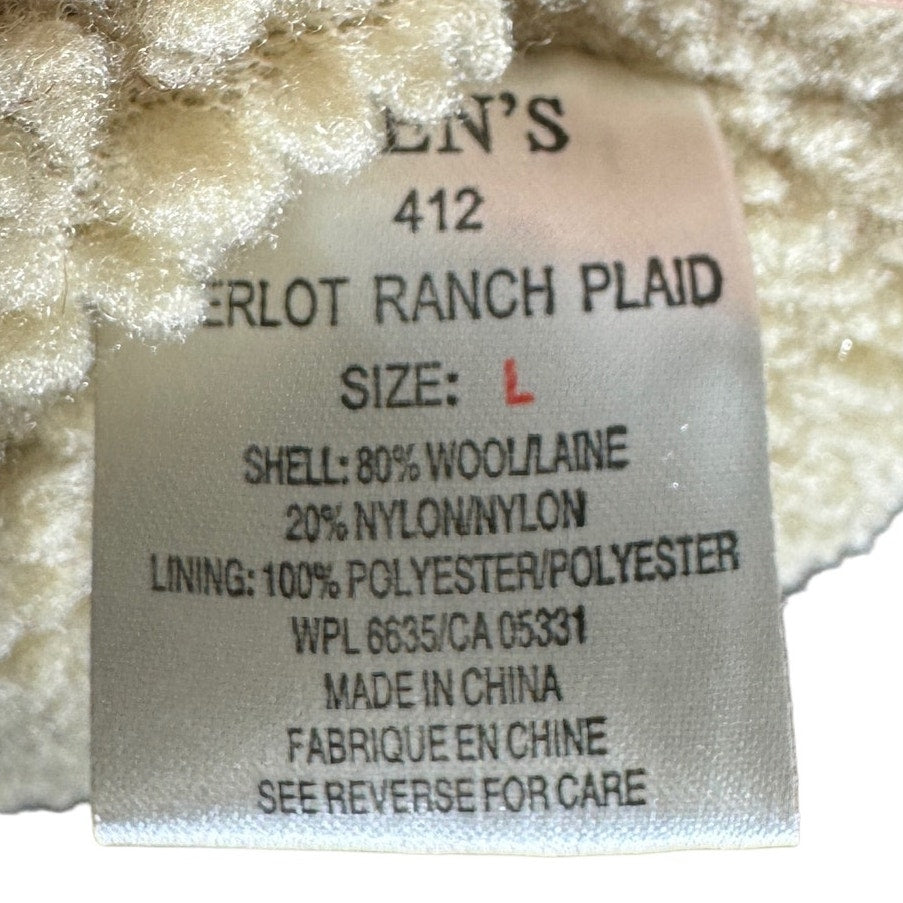 EN'S
412
ERLOT RANCH PLAID
SIZE: L
SHELL: 80% WOOL/LAINE
20% NYLON/NYLON
LINING: 100% POLYESTER/POLYESTER
WPL 6635/CA 05331
MADE IN CHINA
FABRIQUE EN CHINE
SEE REVERSE FOR CARE